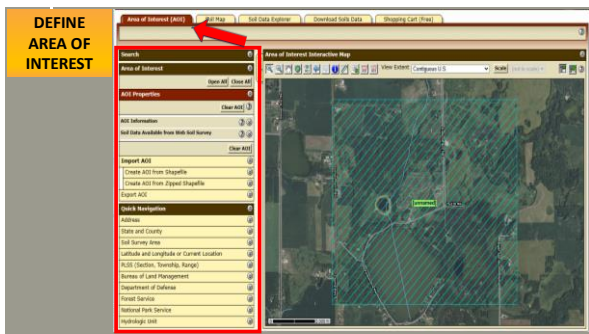 DEFINE
AREA OF
INTEREST
Area of Interest (AOI)
Soil Map
Soil Data Explorer
Download Soils Data
Shopping Cart (Free)
Search
Area of Interest
Open All Close All
AOI Properties
Clear AOI
AOI Information
Soil Data Available from Web Soil Survey
Clear AOI
Import AOI
Create AOI from Shapefile
Create AOI from Zipped Shapefile
Export AOI
Quick Navigation
Address
State and County
Soil Survey Area
Latitude and Longitude or Current Location
PLSS (Section, Township, Range)
Bureau of Land Management
Department of Defense
Forest Service
National Park Service
Hydrologic Unit
Area of Interest Interactive Map
View Extent Contiguous U.S. Scale
(unnamed)